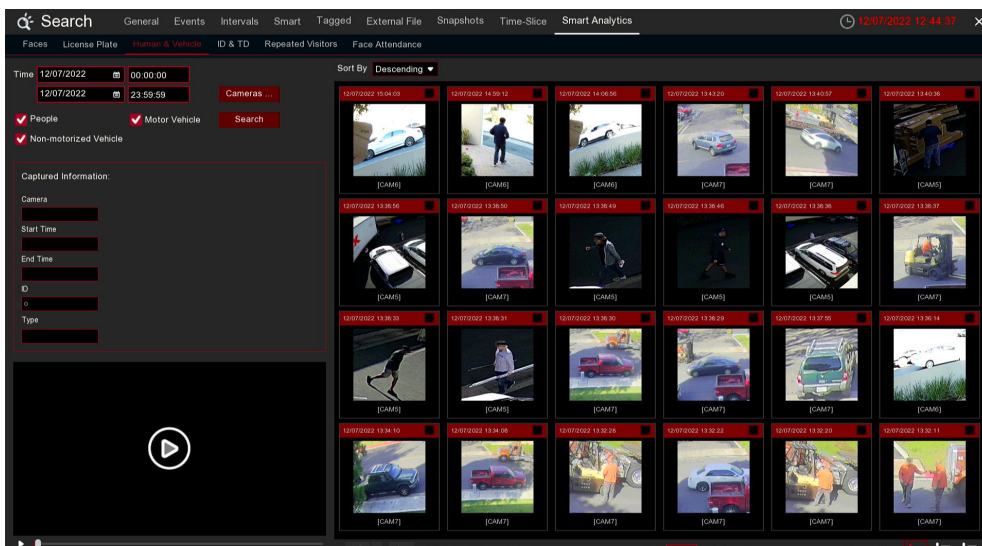 Search
General Events Intervals Smart Tagged External File Snapshots Time-Slice Smart Analytics
12/07/2022 12:44:37
Faces License Plate Human & Vehicle ID & TD Repeated Visitors Face Attendance
Time 12/07/2022 00:00:00
12/07/2022 23:59:59 Cameras ...
People Motor Vehicle Search
Non-motorized Vehicle
Captured Information:
Camera
Start Time
End Time
ID
0
Type
Sort By Descending
12/07/2022 15:04:03 12/07/2022 14:59:12 12/07/2022 14:06:56 12/07/2022 13:43:20 12/07/2022 13:40:57 12/07/2022 13:40:36
[CAM6] [CAM6] [CAM6] [CAM7] [CAM7] [CAM5]
12/07/2022 13:38:56 12/07/2022 13:38:50 12/07/2022 13:38:49 12/07/2022 13:38:46 12/07/2022 13:38:38 12/07/2022 13:38:37
[CAM5] [CAM7] [CAM5] [CAM5] [CAM5] [CAM7]
12/07/2022 13:38:33 12/07/2022 13:38:31 12/07/2022 13:38:30 12/07/2022 13:38:29 12/07/2022 13:37:55 12/07/2022 13:36:14
[CAM5] [CAM5] [CAM7] [CAM7] [CAM7] [CAM6]
12/07/2022 13:34:10 12/07/2022 13:34:08 12/07/2022 13:32:28 12/07/2022 13:32:22 12/07/2022 13:32:20 12/07/2022 13:32:11
[CAM7] [CAM7] [CAM7] [CAM7] [CAM7] [CAM7]